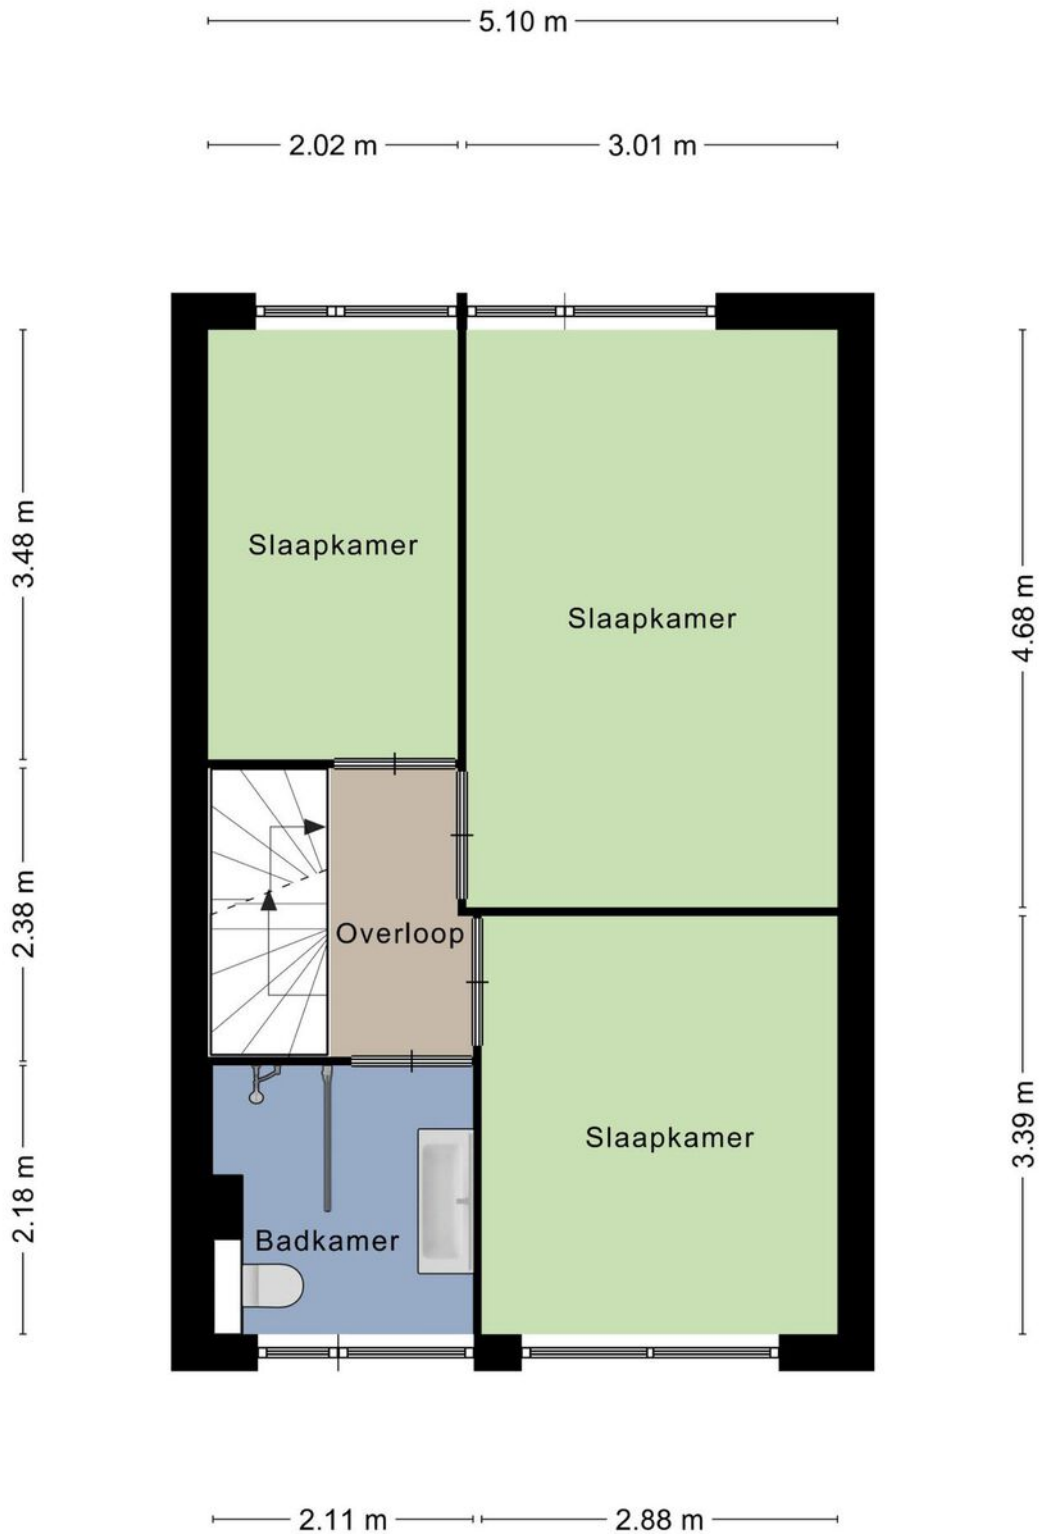 5.10 m
2.02 m
3.01 m
3.48 m
Slaapkamer
Slaapkamer
4.68 m
2.38 m
Overloop
Slaapkamer
3.39 m
2.18 m
Badkamer
2.11 m
2.88 m